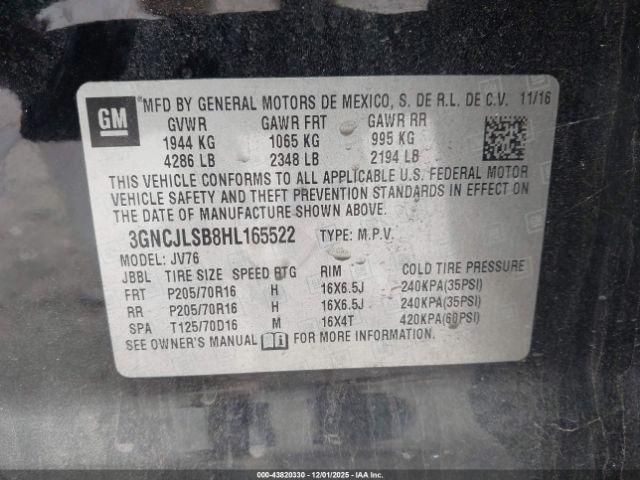 GM
MFD BY GENERAL MOTORS DE MEXICO, S. DE R.L. DE C.V. 11/16
GVWR GAWR FRT GAWR RR
1944 KG 1065 KG 995 KG
4286 LB 2348 LB 2194 LB
THIS VEHICLE CONFORMS TO ALL APPLICABLE U.S. FEDERAL MOTOR
VEHICLE SAFETY AND THEFT PREVENTION STANDARDS IN EFFECT ON
THE DATE OF MANUFACTURE SHOWN ABOVE.
3GNCJLSB8HL165522 TYPE: M.P.V.
MODEL: JV76
JBBL TIRE SIZE SPEED RTG RIM COLD TIRE PRESSURE
FRT P205/70R16 H 16X6.5J 240KPA(35PSI)
RR P205/70R16 H 16X6.5J 240KPA(35PSI)
SPA T125/70D16 M 16X4T 420KPA(60PSI)
SEE OWNER'S MANUAL FOR MORE INFORMATION.
000-43820330 - 12/01/2025 - IAA, Inc.